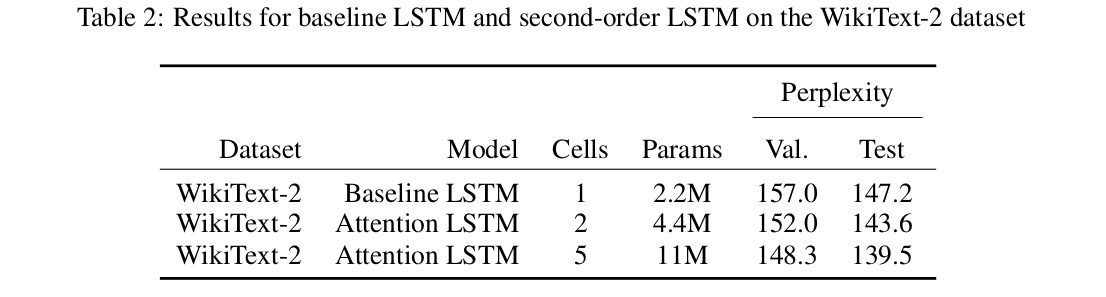 Table 2: Results for baseline LSTM and second-order LSTM on the WikiText-2 dataset
Perplexity
Dataset Model Cells Params Val. Test
WikiText-2 Baseline LSTM 1 2.2M 157.0 147.2
WikiText-2 Attention LSTM 2 4.4M 152.0 143.6
WikiText-2 Attention LSTM 5 11M 148.3 139.5